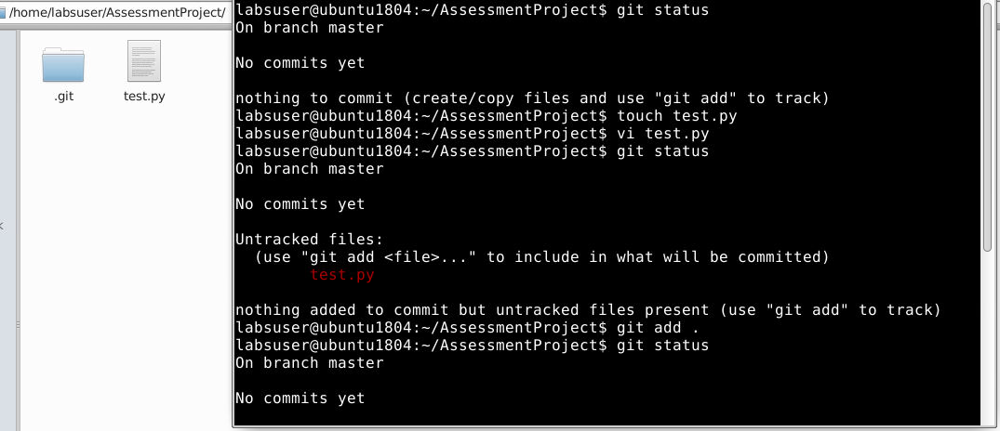 /home/labsuser/AssessmentProject/
.git
test.py
labsuser@ubuntu1804:~/AssessmentProject$ git status
On branch master
No commits yet
nothing to commit (create/copy files and use "git add" to track)
labsuser@ubuntu1804:~/AssessmentProject$ touch test.py
labsuser@ubuntu1804:~/AssessmentProject$ vi test.py
labsuser@ubuntu1804:~/AssessmentProject$ git status
On branch master
No commits yet
Untracked files:
  (use "git add <file>..." to include in what will be committed)
        test.py
nothing added to commit but untracked files present (use "git add" to track)
labsuser@ubuntu1804:~/AssessmentProject$ git add .
labsuser@ubuntu1804:~/AssessmentProject$ git status
On branch master
No commits yet